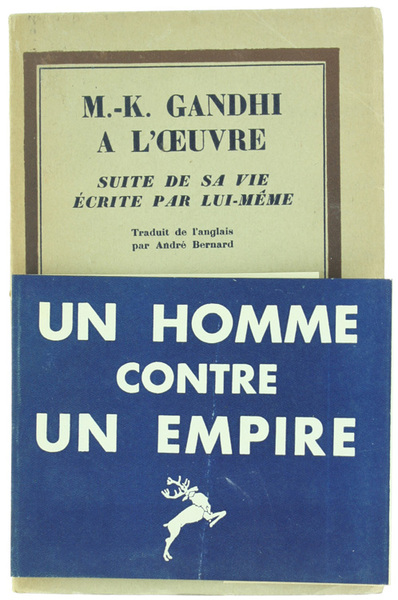 M.-K. GANDHI
A L'ŒUVRE
SUITE DE SA VIE
ÉCRITE PAR LUI-MÊME
Traduit de l'anglais
par André Bernard
UN HOMME
CONTRE
UN EMPIRE